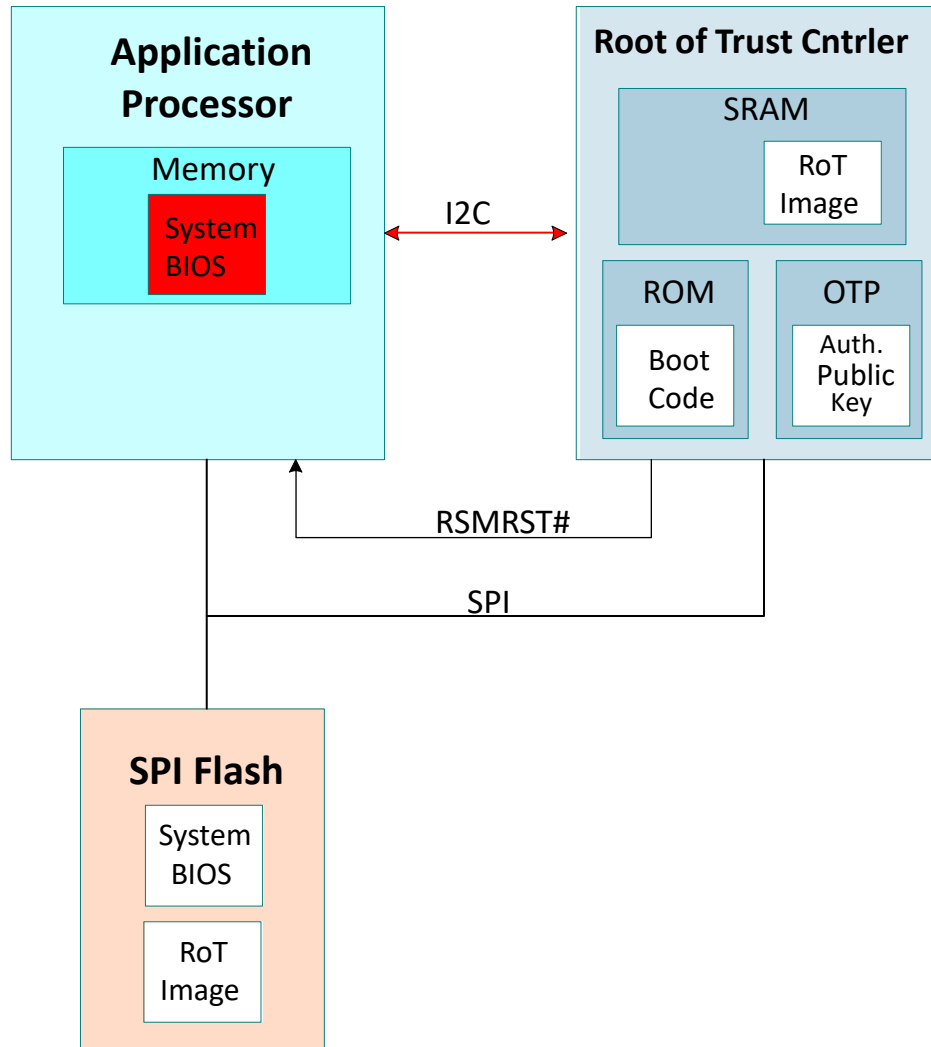 Application
Processor
Memory
System
BIOS
I2C
Root of Trust Cntrler
SRAM
RoT
Image
ROM
Boot
Code
OTP
Auth.
Public
Key
RSMRST#
SPI
SPI Flash
System
BIOS
RoT
Image